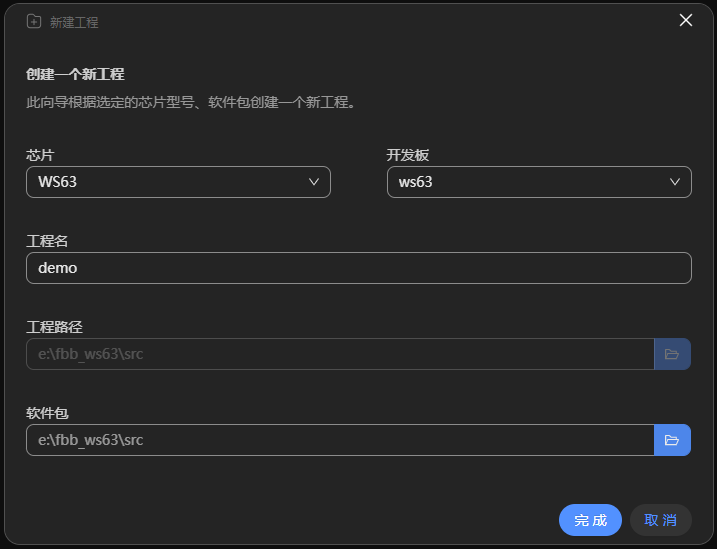 新建工程
创建一个新工程
此向导根据选定的芯片型号、软件包创建一个新工程。
芯片 开发板
WS63 ws63
工程名
demo
工程路径
e:\fbb_ws63\src
软件包
e:\fbb_ws63\src
完成 取消